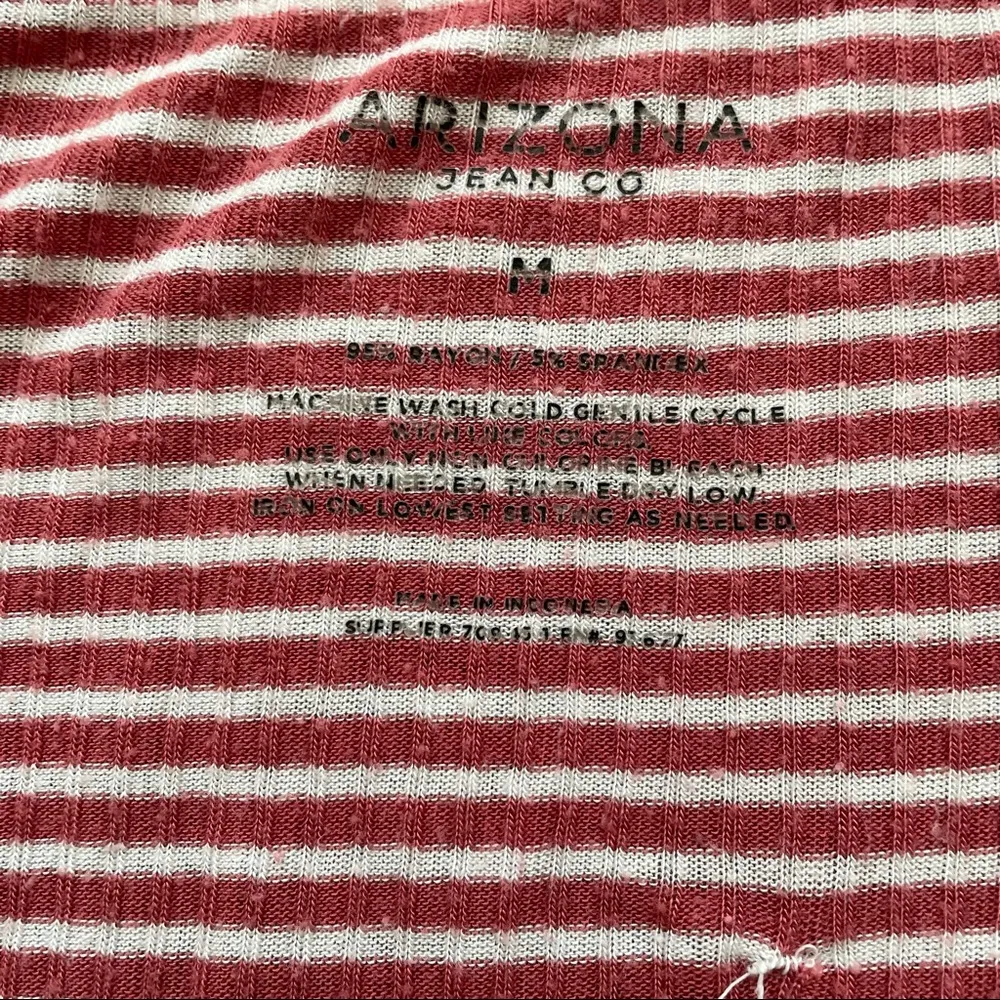 ARIZONA
JEAN CO
M
95% RAYON / 5% SPANDEX
MACHINE WASH COLD GENTLE CYCLE
WITH LIKE COLORS.
USE ONLY NON CHLORINE BLEACH
WHEN NEEDED. TUMBLE DRY LOW.
IRON ON LOWEST SETTING AS NEEDED.
MADE IN INDONESIA
SUPPLIER RN#